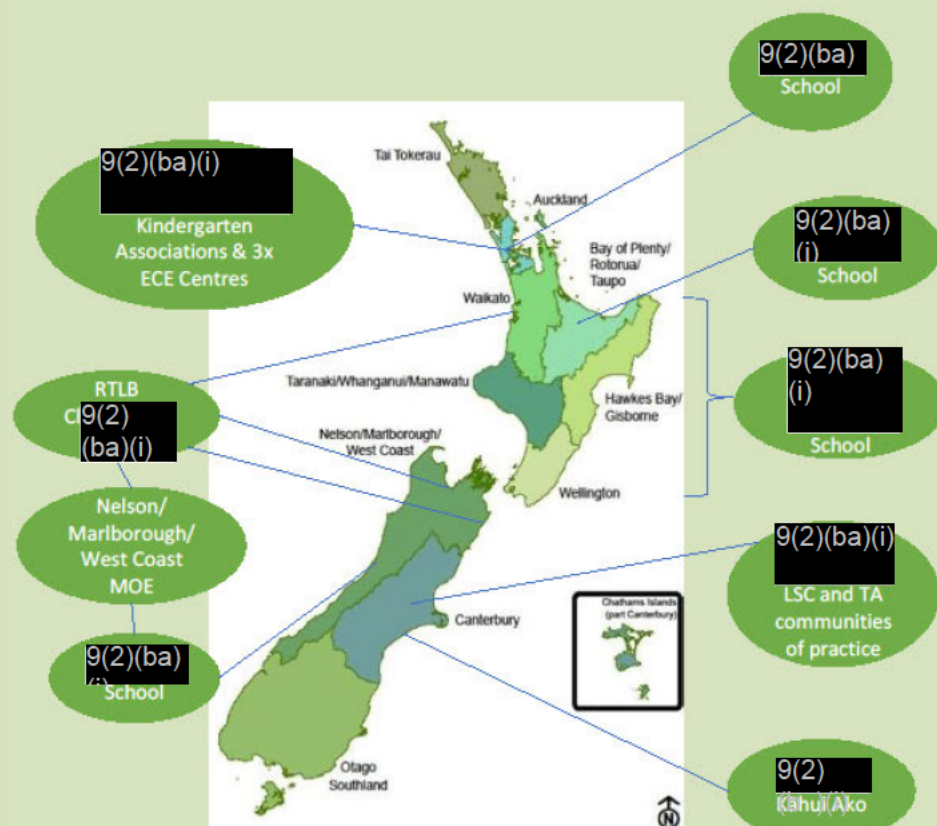 9(2)(ba)
School
9(2)(ba)(i)
Kindergarten
Associations & 3x
ECE Centres
Tai Tokerau
Auckland
9(2)(ba)
(i)
School
Bay of Plenty/
Rotorua/
Taupo
Waikato
9(2)(ba)
(i)
School
Taranaki/Whanganui/Manawatu
Hawkes Bay/
Gisborne
RTLB
9(2)
(ba)(i)
Nelson/Marlborough/
West Coast
Wellington
Nelson/
Marlborough/
West Coast
MOE
9(2)(ba)(i)
LSC and TA
communities
of practice
Chathams Islands
(part Canterbury)
Canterbury
9(2)(ba)
(i)
School
Otago
Southland
9(2)
Kahui Ako
N